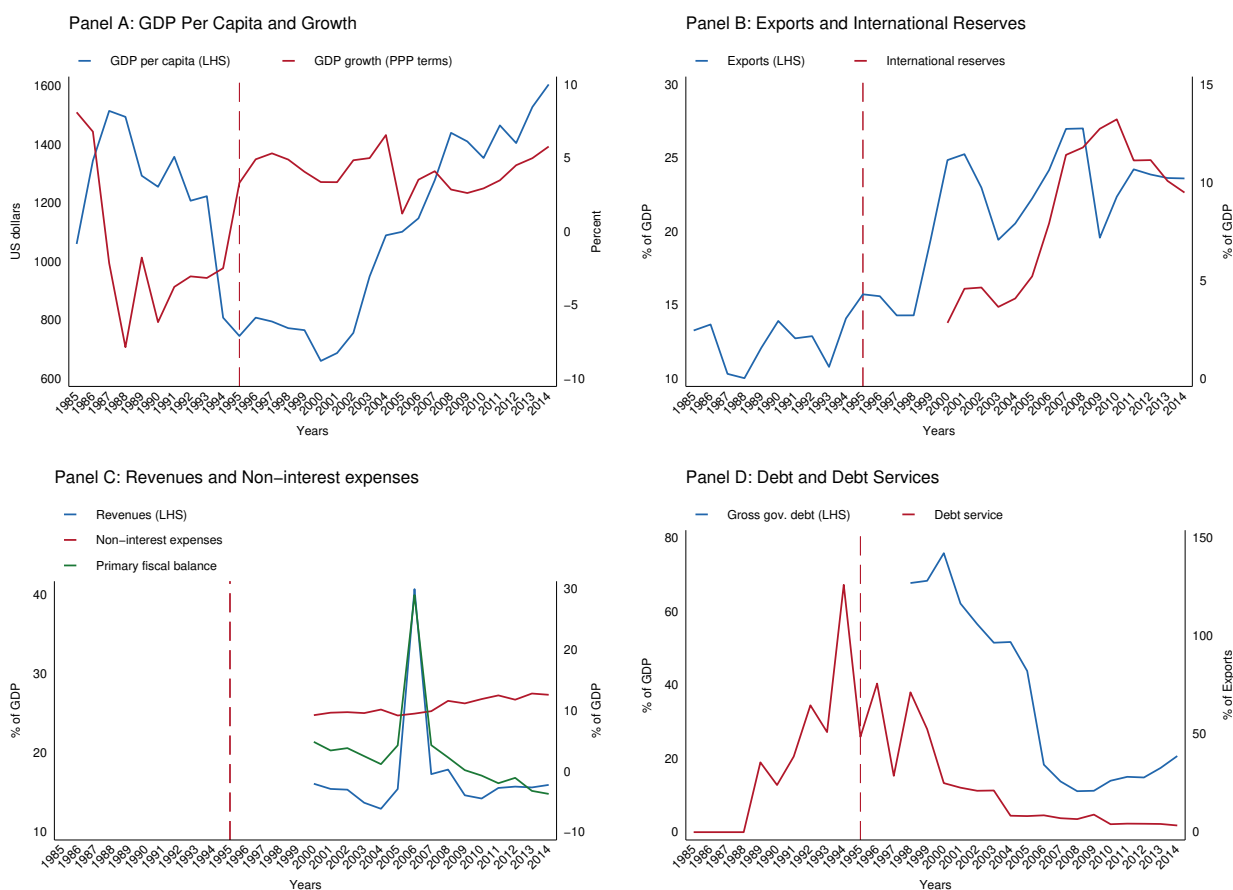 Panel A: GDP Per Capita and Growth
GDP per capita (LHS) GDP growth (PPP terms)
1600
1400
1200
1000
800
600
US dollars
10
5
0
−5
−10
Percent
1985 1986 1987 1988 1989 1990 1991 1992 1993 1994 1995 1996 1997 1998 1999 2000 2001 2002 2003 2004 2005 2006 2007 2008 2009 2010 2011 2012 2013 2014
Years
Panel B: Exports and International Reserves
Exports (LHS) International reserves
30
25
20
15
10
% of GDP
15
10
5
0
% of GDP
1985 1986 1987 1988 1989 1990 1991 1992 1993 1994 1995 1996 1997 1998 1999 2000 2001 2002 2003 2004 2005 2006 2007 2008 2009 2010 2011 2012 2013 2014
Years
Panel C: Revenues and Non−interest expenses
Revenues (LHS)
Non−interest expenses
Primary fiscal balance
40
30
20
10
% of GDP
30
20
10
0
−10
% of GDP
1985 1986 1987 1988 1989 1990 1991 1992 1993 1994 1995 1996 1997 1998 1999 2000 2001 2002 2003 2004 2005 2006 2007 2008 2009 2010 2011 2012 2013 2014
Years
Panel D: Debt and Debt Services
Gross gov. debt (LHS) Debt service
80
60
40
20
0
% of GDP
150
100
50
0
% of Exports
1985 1986 1987 1988 1989 1990 1991 1992 1993 1994 1995 1996 1997 1998 1999 2000 2001 2002 2003 2004 2005 2006 2007 2008 2009 2010 2011 2012 2013 2014
Years